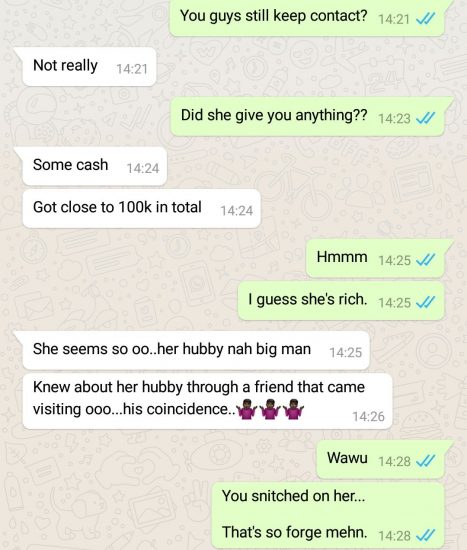 You guys still keep contact? 14:21
Not really 14:21
Did she give you anything?? 14:23
Some cash 14:24
Got close to 100k in total 14:24
Hmmm 14:25
I guess she's rich. 14:25
She seems so oo..her hubby nah big man 14:25
Knew about her hubby through a friend that came
visiting ooo...his coincidence..🤷🏿‍♀️🤷🏿‍♀️🤷🏿‍♀️
14:26
Wawu 14:28
You snitched on her...
That's so forge mehn. 14:28